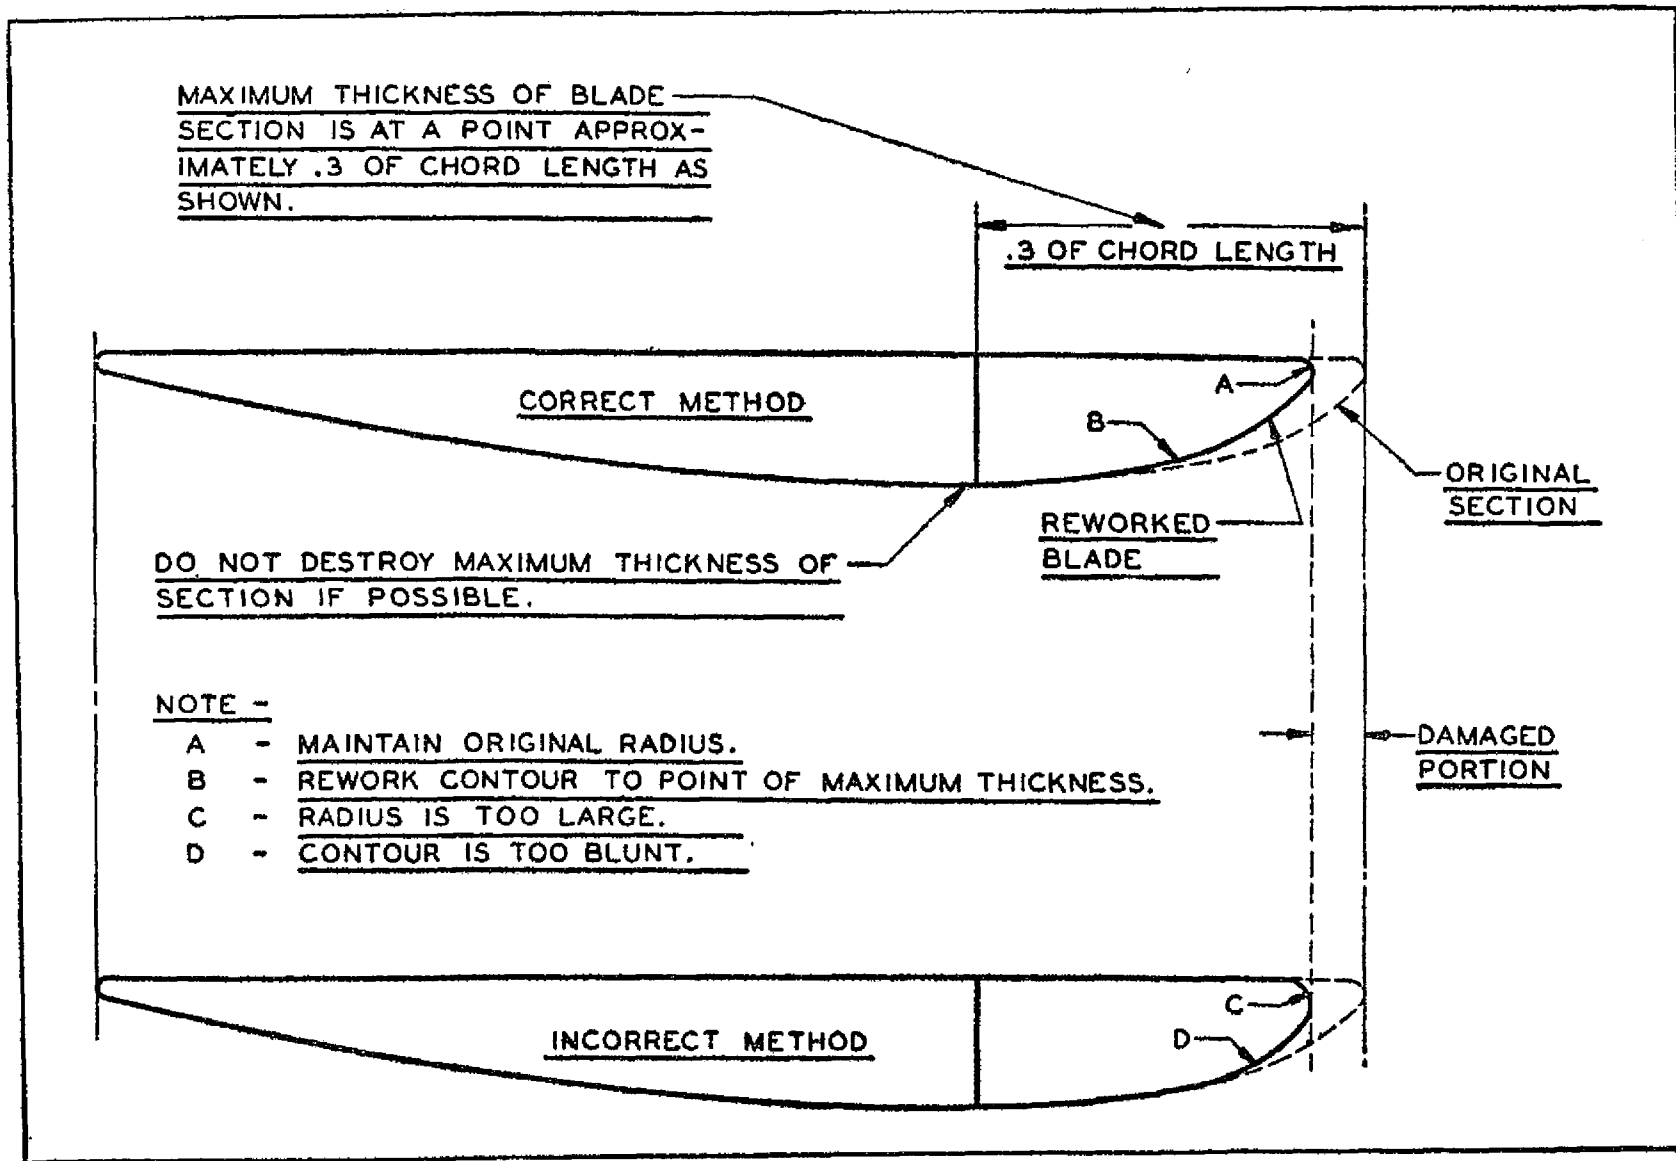 MAXIMUM THICKNESS OF BLADE
SECTION IS AT A POINT APPROX-
IMATELY .3 OF CHORD LENGTH AS
SHOWN.
.3 OF CHORD LENGTH
CORRECT METHOD
A
B
ORIGINAL
SECTION
REWORKED
BLADE
DO NOT DESTROY MAXIMUM THICKNESS OF
SECTION IF POSSIBLE.
NOTE -
A - MAINTAIN ORIGINAL RADIUS.
B - REWORK CONTOUR TO POINT OF MAXIMUM THICKNESS.
C - RADIUS IS TOO LARGE.
D - CONTOUR IS TOO BLUNT.
DAMAGED
PORTION
INCORRECT METHOD
C
D